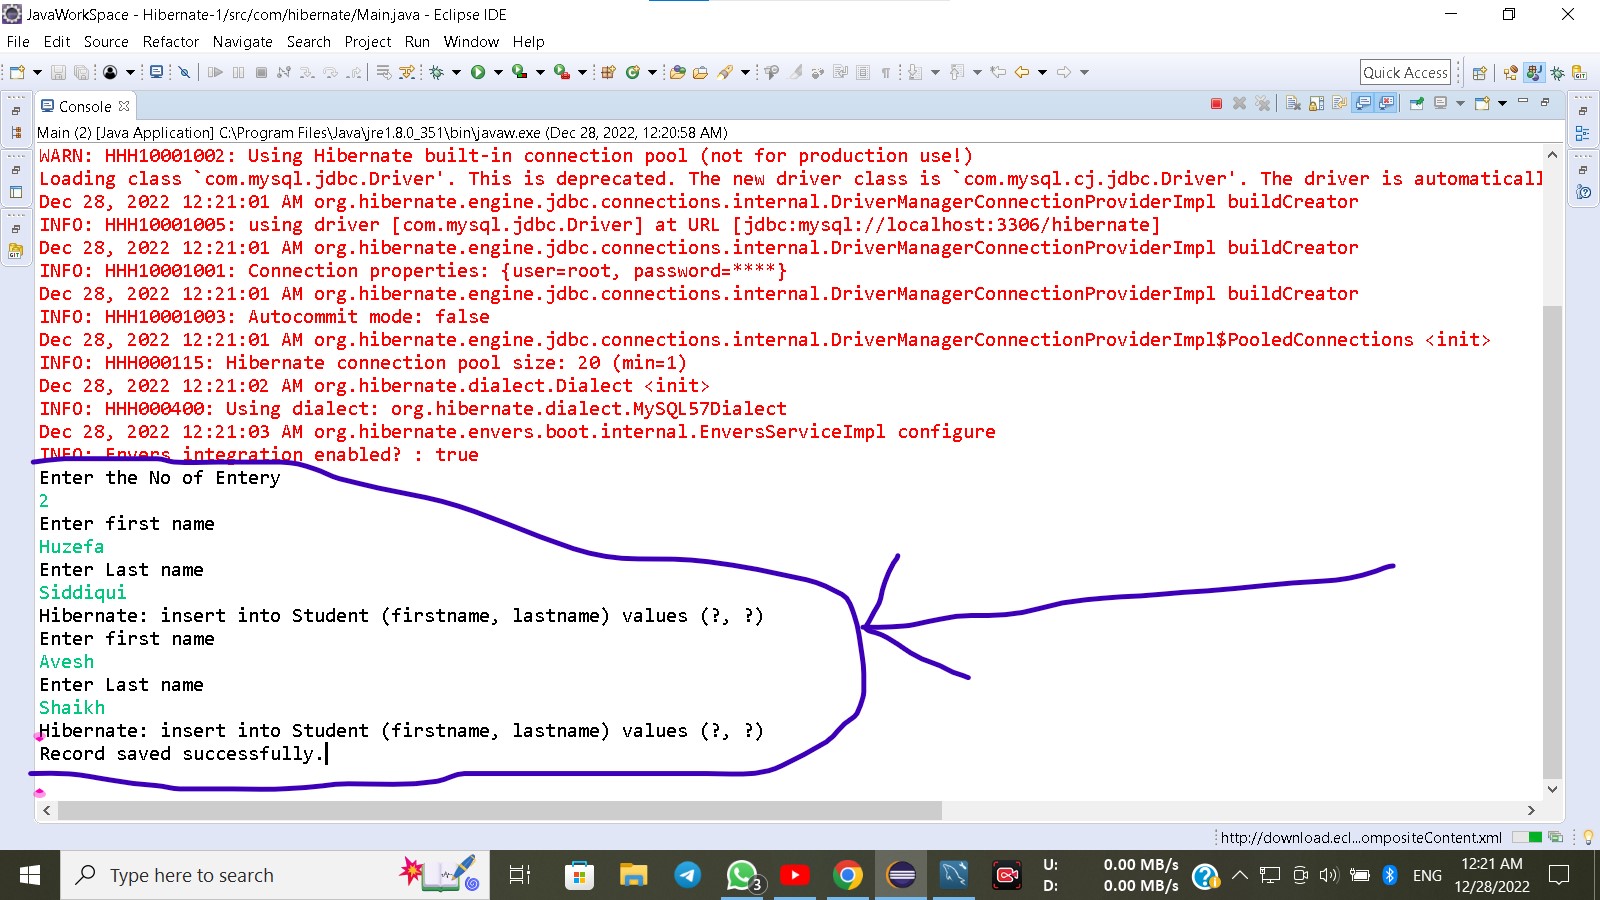 JavaWorkSpace - Hibernate-1/src/com/hibernate/Main.java - Eclipse IDE
File Edit Source Refactor Navigate Search Project Run Window Help
Quick Access
Console
Main (2) [Java Application] C:\Program Files\Java\jre1.8.0_351\bin\javaw.exe (Dec 28, 2022, 12:20:58 AM)
WARN: HHH10001002: Using Hibernate built-in connection pool (not for production use!)
Loading class `com.mysql.jdbc.Driver'. This is deprecated. The new driver class is `com.mysql.cj.jdbc.Driver'. The driver is automaticall
Dec 28, 2022 12:21:01 AM org.hibernate.engine.jdbc.connections.internal.DriverManagerConnectionProviderImpl buildCreator
INFO: HHH10001005: using driver [com.mysql.jdbc.Driver] at URL [jdbc:mysql://localhost:3306/hibernate]
Dec 28, 2022 12:21:01 AM org.hibernate.engine.jdbc.connections.internal.DriverManagerConnectionProviderImpl buildCreator
INFO: HHH10001001: Connection properties: {user=root, password=****}
Dec 28, 2022 12:21:01 AM org.hibernate.engine.jdbc.connections.internal.DriverManagerConnectionProviderImpl buildCreator
INFO: HHH10001003: Autocommit mode: false
Dec 28, 2022 12:21:01 AM org.hibernate.engine.jdbc.connections.internal.DriverManagerConnectionProviderImpl$PooledConnections <init>
INFO: HHH000115: Hibernate connection pool size: 20 (min=1)
Dec 28, 2022 12:21:02 AM org.hibernate.dialect.Dialect <init>
INFO: HHH000400: Using dialect: org.hibernate.dialect.MySQL57Dialect
Dec 28, 2022 12:21:03 AM org.hibernate.envers.boot.internal.EnversServiceImpl configure
INFO: Envers integration enabled? : true
Enter the No of Entery
2
Enter first name
Huzefa
Enter Last name
Siddiqui
Hibernate: insert into Student (firstname, lastname) values (?, ?)
Enter first name
Avesh
Enter Last name
Shaikh
Hibernate: insert into Student (firstname, lastname) values (?, ?)
Record saved successfully.
http://download.ecl...ompositeContent.xml
Type here to search
3
U: 0.00 MB/s
D: 0.00 MB/s
ENG
12:21 AM
12/28/2022